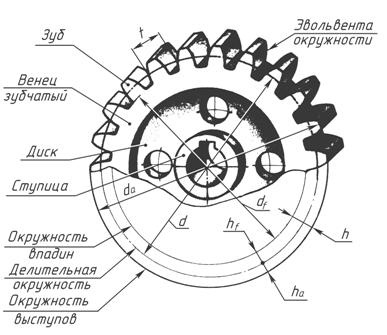 Зуб
t
Эвольвента
окружности
Венец
зубчатый
Диск
Ступица
da
d
df
hf
h
ha
Окружность
впадин
Делительная
окружность
Окружность
выступов